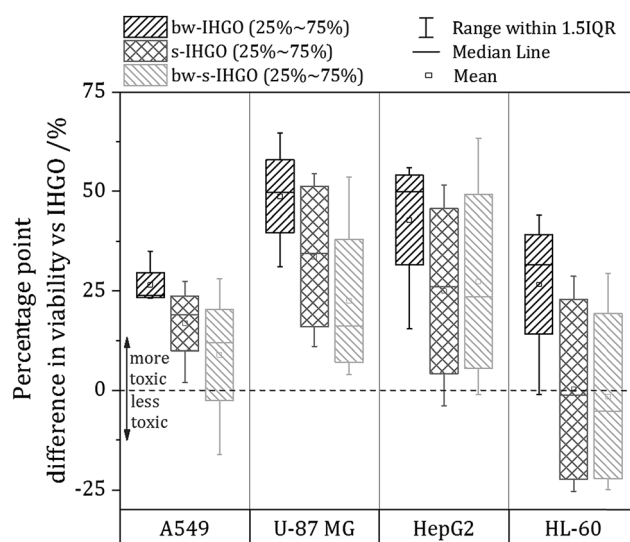 bw-IHGO (25%~75%)
s-IHGO (25%~75%)
bw-s-IHGO (25%~75%)
Range within 1.5IQR
Median Line
Mean
Percentage point
difference in viability vs IHGO /%
75
50
25
0
-25
more
toxic
less
toxic
A549
U-87 MG
HepG2
HL-60